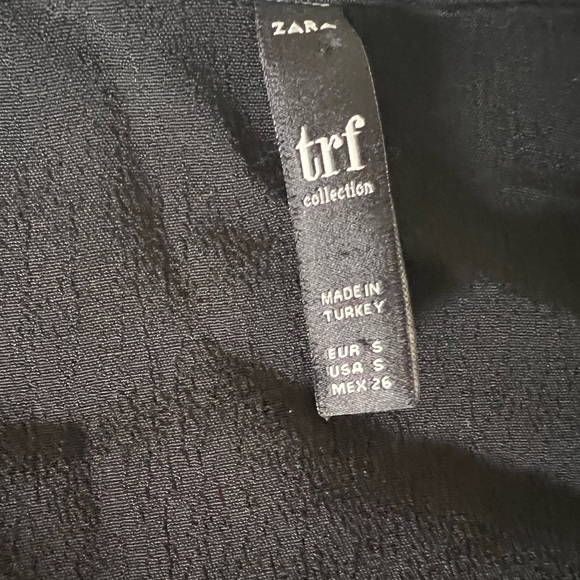 ZARA
trf
collection
MADE IN
TURKEY
EUR S
USA S
MEX 26